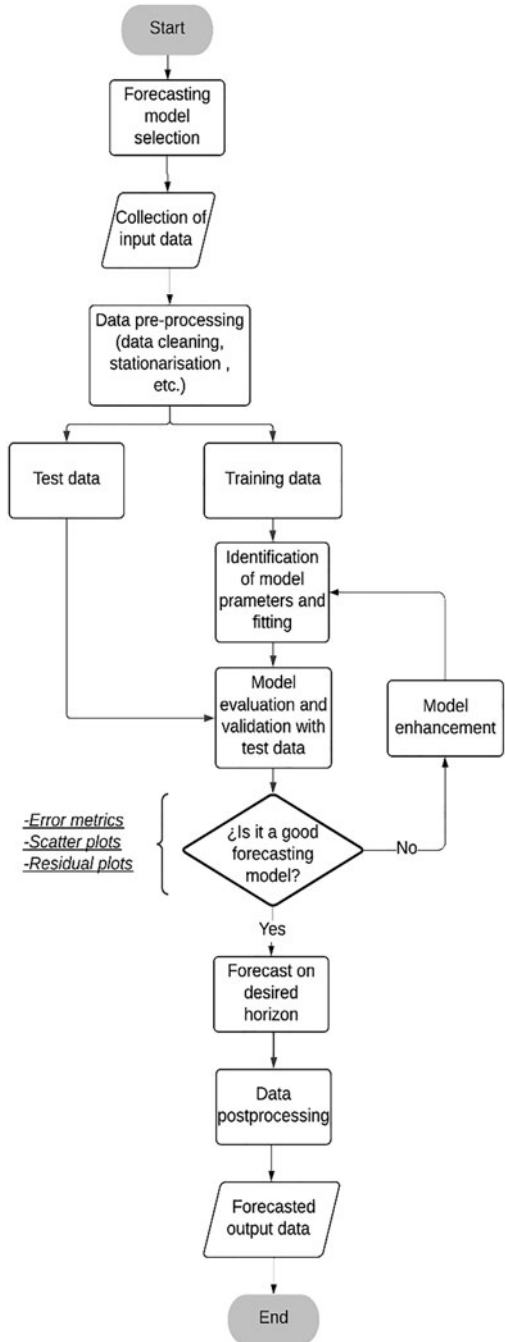 Start
Forecasting
model
selection
Collection of
input data
Data pre-processing
(data cleaning,
stationarisation ,
etc.)
Test data
Training data
Identification
of model
prameters and
fitting
Model
evaluation and
validation with
test data
Model
enhancement
-Error metrics
-Scatter plots
-Residual plots
¿Is it a good
forecasting
model?
No
Yes
Forecast on
desired
horizon
Data
postprocessing
Forecasted
output data
End